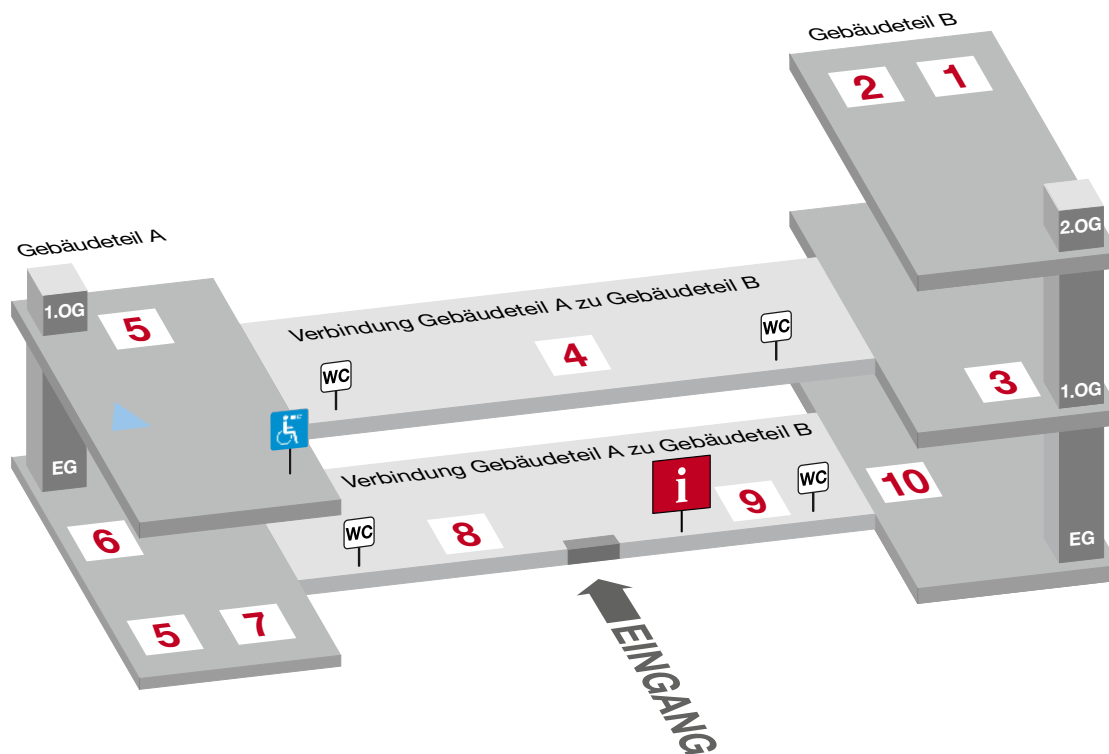 Gebäudeteil B
2
1
2.OG
Gebäudeteil A
1.OG
5
Verbindung Gebäudeteil A zu Gebäudeteil B
WC
4
WC
3
1.OG
EG
Verbindung Gebäudeteil A zu Gebäudeteil B
i
WC
9
10
6
WC
8
EG
5
7
EINGANG